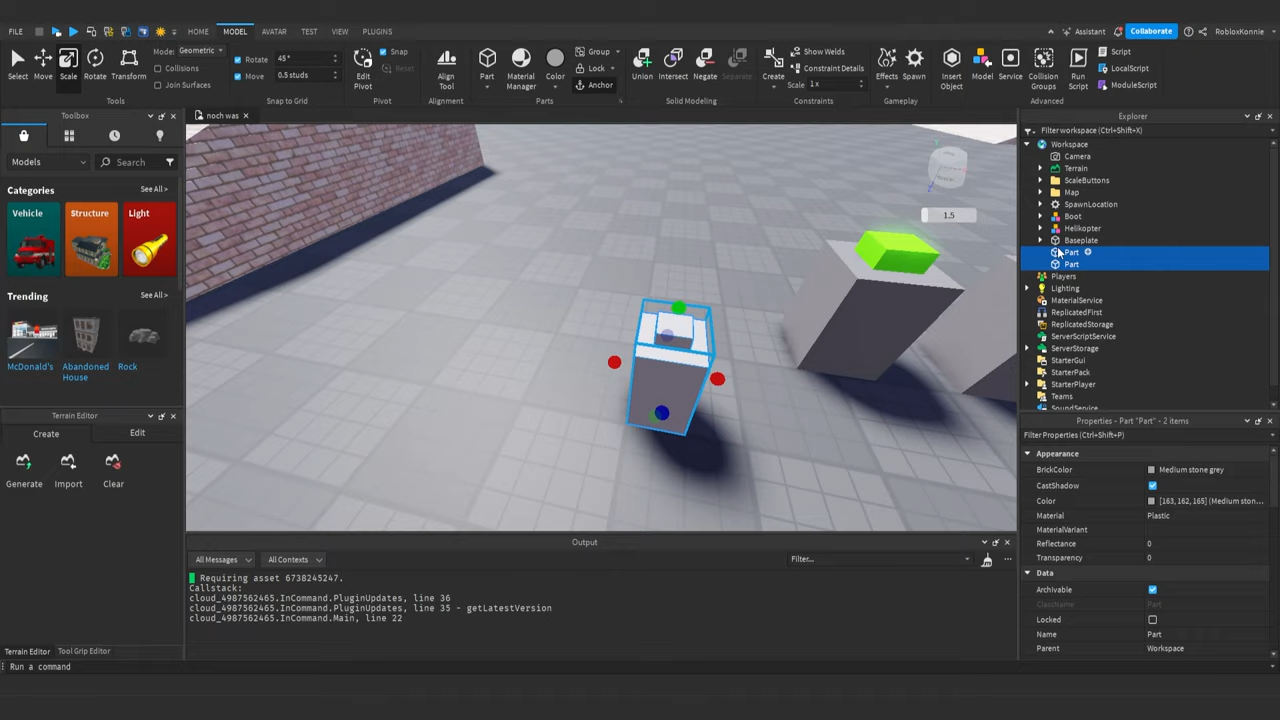 FILE
HOME
MODEL
AVATAR
TEST
VIEW
PLUGINS
Assistant
Collaborate
RobloxKonnie
Select
Move
Scale
Rotate
Transform
Mode: Geometric
Collisions
Join Surfaces
Tools
Rotate 45°
Move 0.5 studs
Snap to Grid
Edit
Pivot
Snap
Reset
Pivot
Align
Tool
Alignment
Part
Material
Manager
Color
Group
Lock
Anchor
Parts
Union
Intersect
Negate
Separate
Solid Modeling
Create
Show Welds
Constraint Details
Scale 1x
Constraints
Effects
Spawn
Gameplay
Insert
Object
Model
Service
Collision
Groups
Run
Script
Script
LocalScript
ModuleScript
Advanced
Toolbox
Models
Search
Categories
See All >
Vehicle
Structure
Light
Trending
See All >
McDonald's
Abandoned
House
Rock
Terrain Editor
Create
Edit
Generate
Import
Clear
Terrain Editor
Tool Grip Editor
Run a command
noch was
1.5
Output
All Messages
All Contexts
Filter...
Requiring asset 6738245247.
Callstack:
cloud_4987562465.InCommand.PluginUpdates, line 36
cloud_4987562465.InCommand.PluginUpdates, line 35 - getLatestVersion
cloud_4987562465.InCommand.Main, line 22
Explorer
Filter workspace (Ctrl+Shift+X)
Workspace
Camera
Terrain
ScaleButtons
Map
SpawnLocation
Boot
Helikopter
Baseplate
Part
Part
Players
Lighting
MaterialService
ReplicatedFirst
ReplicatedStorage
ServerScriptService
ServerStorage
StarterGui
StarterPack
StarterPlayer
Teams
SoundService
Properties - Part "Part" - 2 items
Filter Properties (Ctrl+Shift+P)
Appearance
BrickColor Medium stone grey
CastShadow
Color [163, 162, 165] (Medium ston...
Material Plastic
MaterialVariant
Reflectance 0
Transparency 0
Data
Archivable
ClassName Part
Locked
Name Part
Parent Workspace